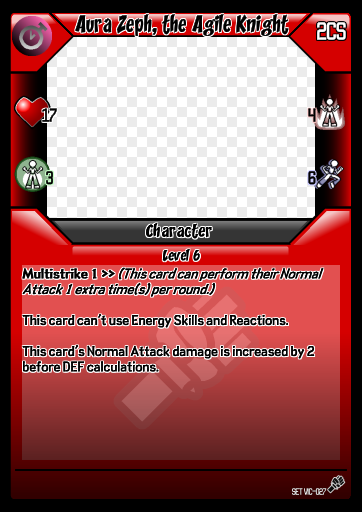 Aura Zeph, the Agile Knight
2CS
17
4
3
6
Character
Level 6
Multistrike 1 >> (This card can perform their Normal
Attack 1 extra time(s) per round.)
This card can't use Energy Skills and Reactions.
This card's Normal Attack damage is increased by 2
before DEF calculations.
SET VIC-027